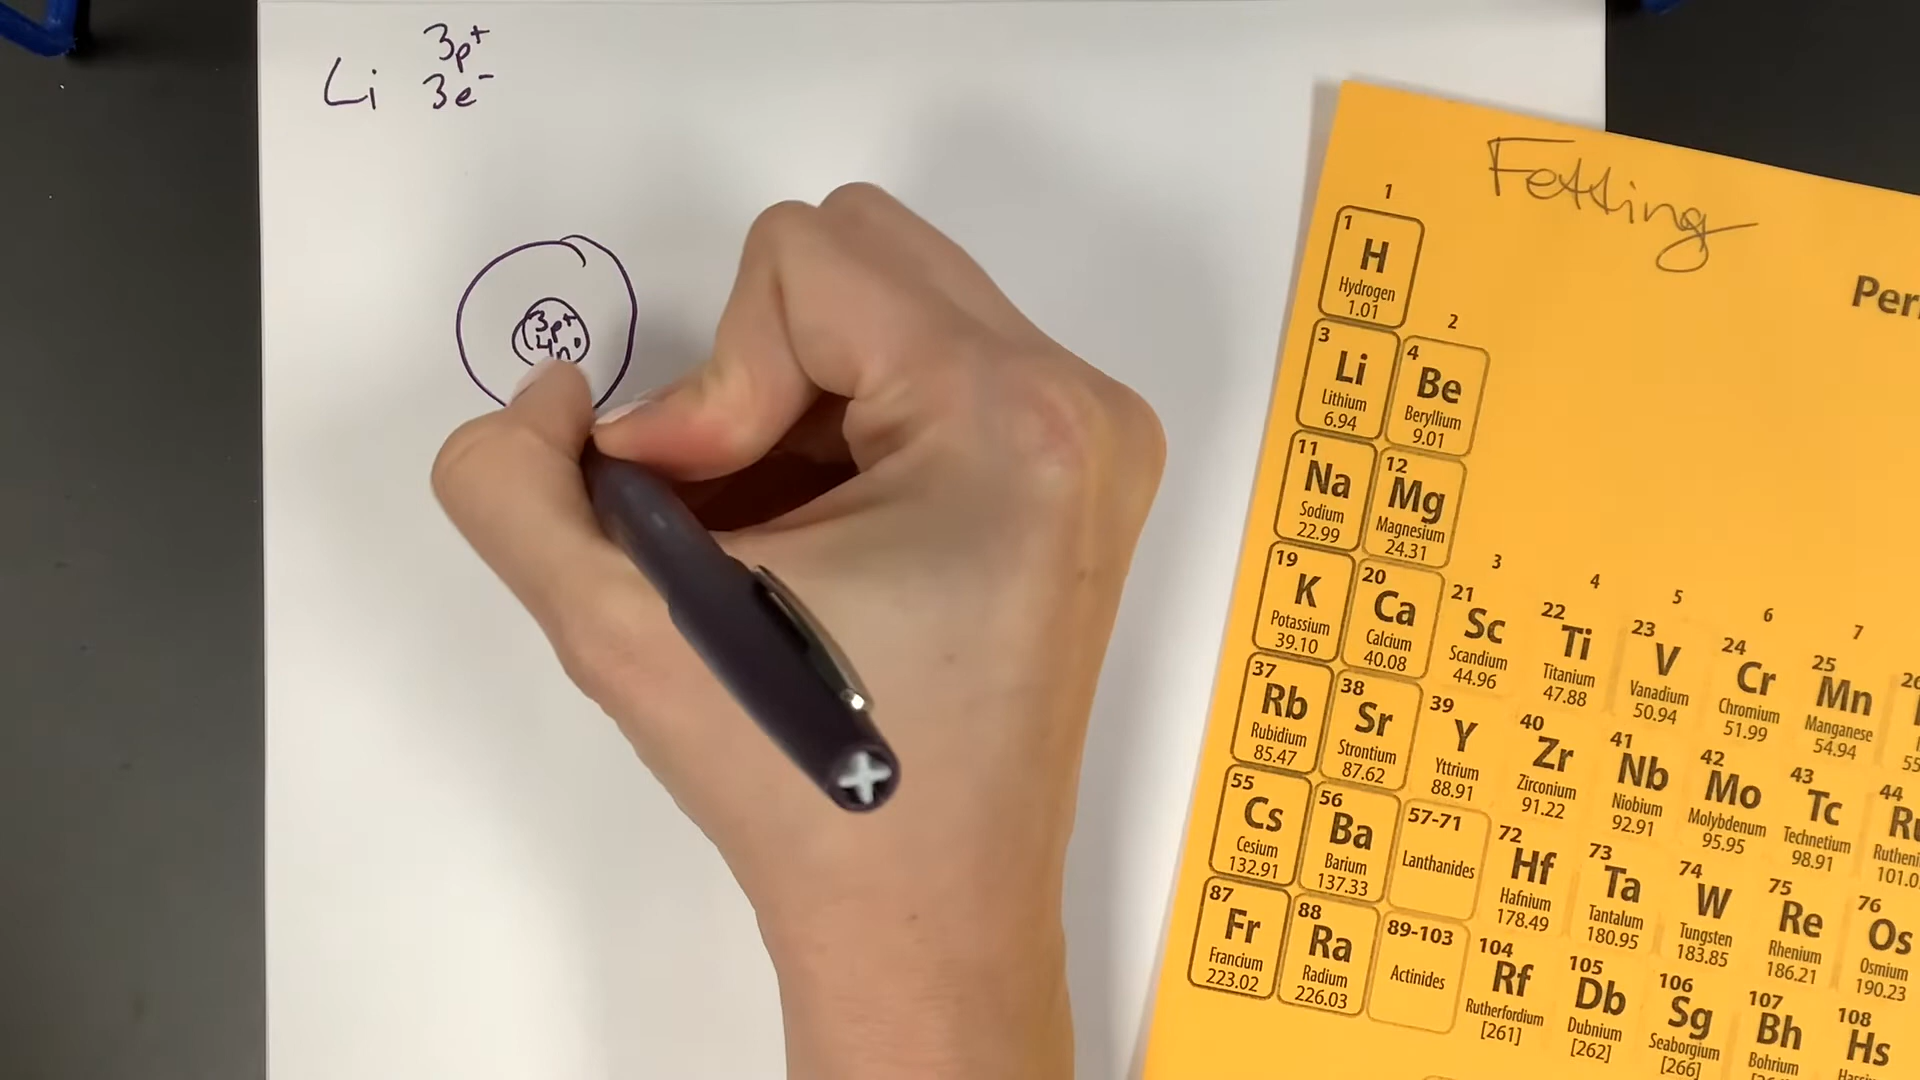 3p⁺
Li 3e⁻
3p⁺
4n⁰
Fetting
Per
1
1
H
Hydrogen
1.01
2
3
Li
Lithium
6.94
4
Be
Beryllium
9.01
11
Na
Sodium
22.99
12
Mg
Magnesium
24.31
3
4
5
6
7
19
K
Potassium
39.10
20
Ca
Calcium
40.08
21
Sc
Scandium
44.96
22
Ti
Titanium
47.88
23
V
Vanadium
50.94
24
Cr
Chromium
51.99
25
Mn
Manganese
54.94
26
55
37
Rb
Rubidium
85.47
38
Sr
Strontium
87.62
39
Y
Yttrium
88.91
40
Zr
Zirconium
91.22
41
Nb
Niobium
92.91
42
Mo
Molybdenum
95.95
43
Tc
Technetium
98.91
44
Ru
Rutheni
101.0
55
Cs
Cesium
132.91
56
Ba
Barium
137.33
57-71
Lanthanides
72
Hf
Hafnium
178.49
73
Ta
Tantalum
180.95
74
W
Tungsten
183.85
75
Re
Rhenium
186.21
76
Os
Osmium
190.23
87
Fr
Francium
223.02
88
Ra
Radium
226.03
89-103
Actinides
104
Rf
Rutherfordium
[261]
105
Db
Dubnium
[262]
106
Sg
Seaborgium
[266]
107
Bh
Bohrium
108
Hs